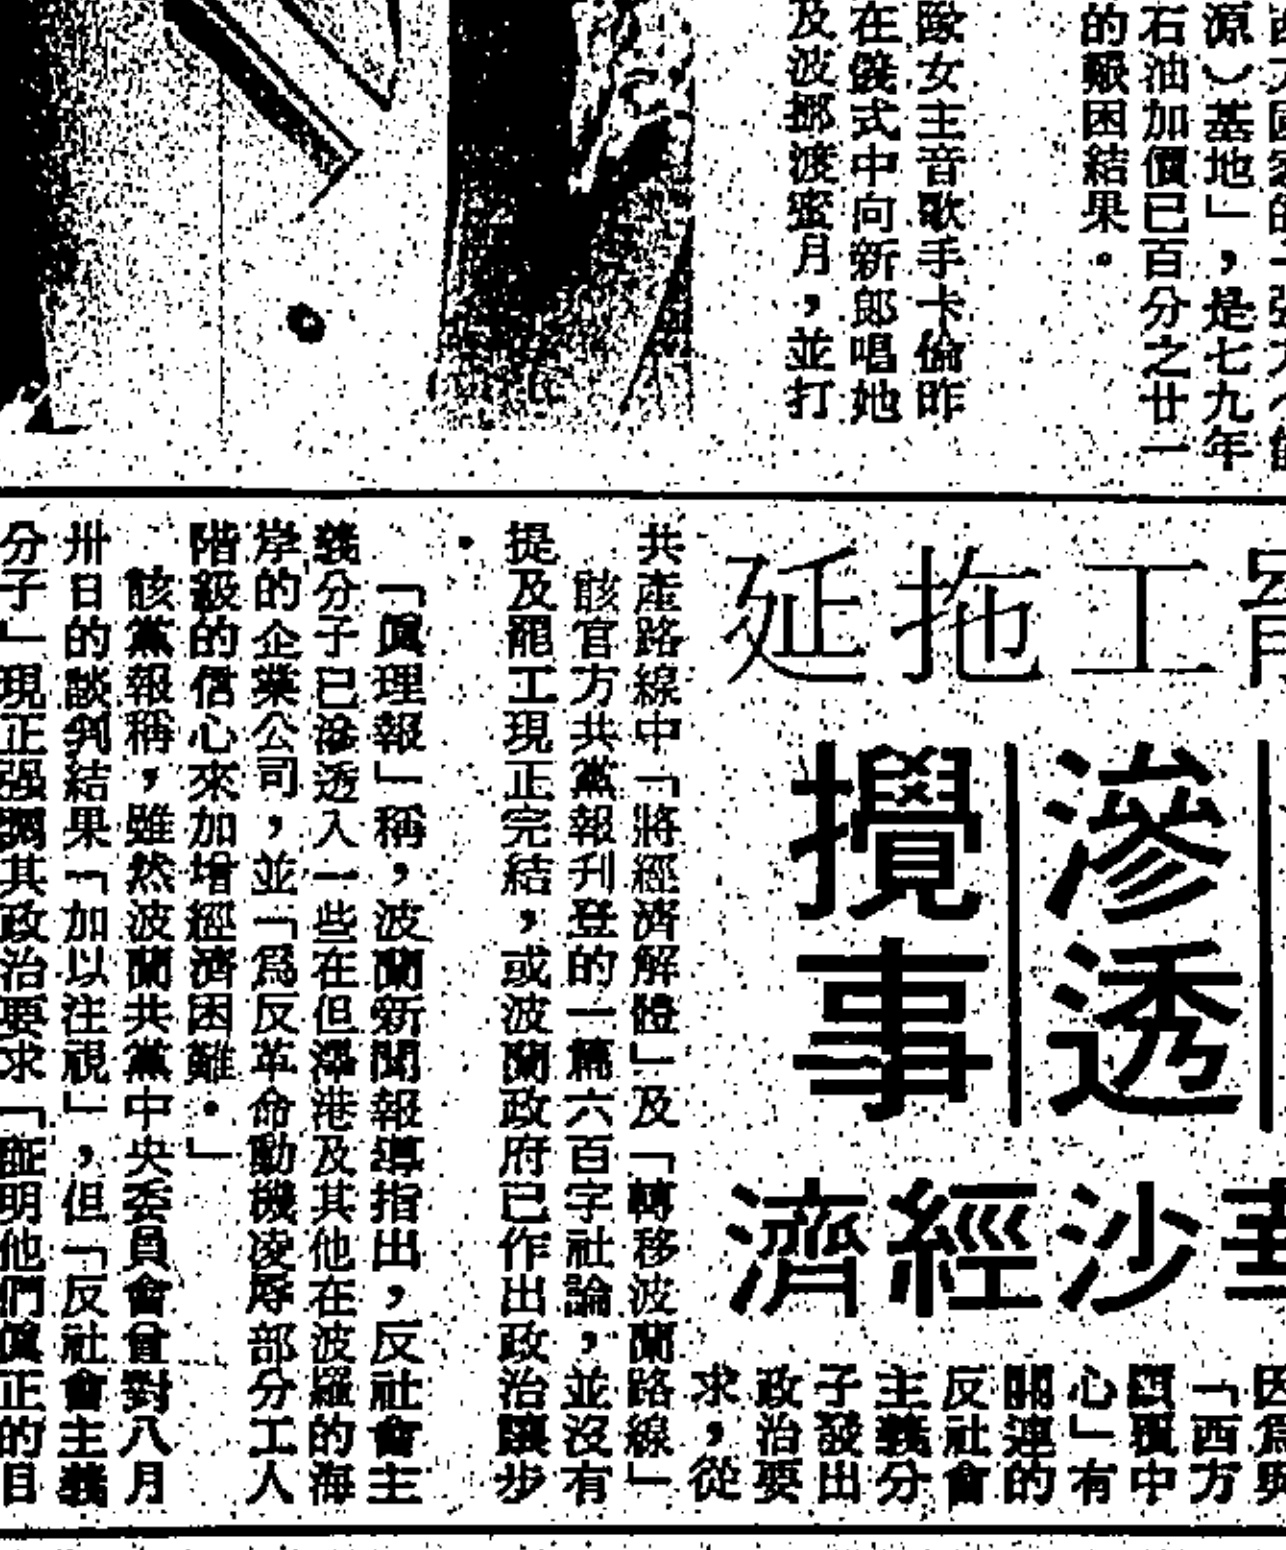 源）基地」，是七九年
石油加價已百分之廿一
的艱困結果。
歐女主音歌手卡倫昨
在儀式中向新郎唱她
及波挪渡蜜月，並打
工拖延
滲透
攪事
沙經濟
因為與
「西方
顛覆中
心」有
關連的
反社會
主義分
子發出
政治要
求，從
共產路線中「將經濟解體」及「轉移波蘭路線」
該官方共黨報刋登的一篇六百字社論，並沒有
提及罷工現正完結，或波蘭政府已作出政治讓步
。
「眞理報」稱，波蘭新聞報導指出，反社會主
義分子已滲透入一些在但澤港及其他在波羅的海
岸的企業公司，並「爲反革命動機凌辱部分工人
階級的信心來加增經濟困難。」
該黨報稱，雖然波蘭共黨中央委員會曾對八月
卅日的談判結果「加以注視」，但「反社會主義
分子」現正强調其政治要求「証明他們眞正的目